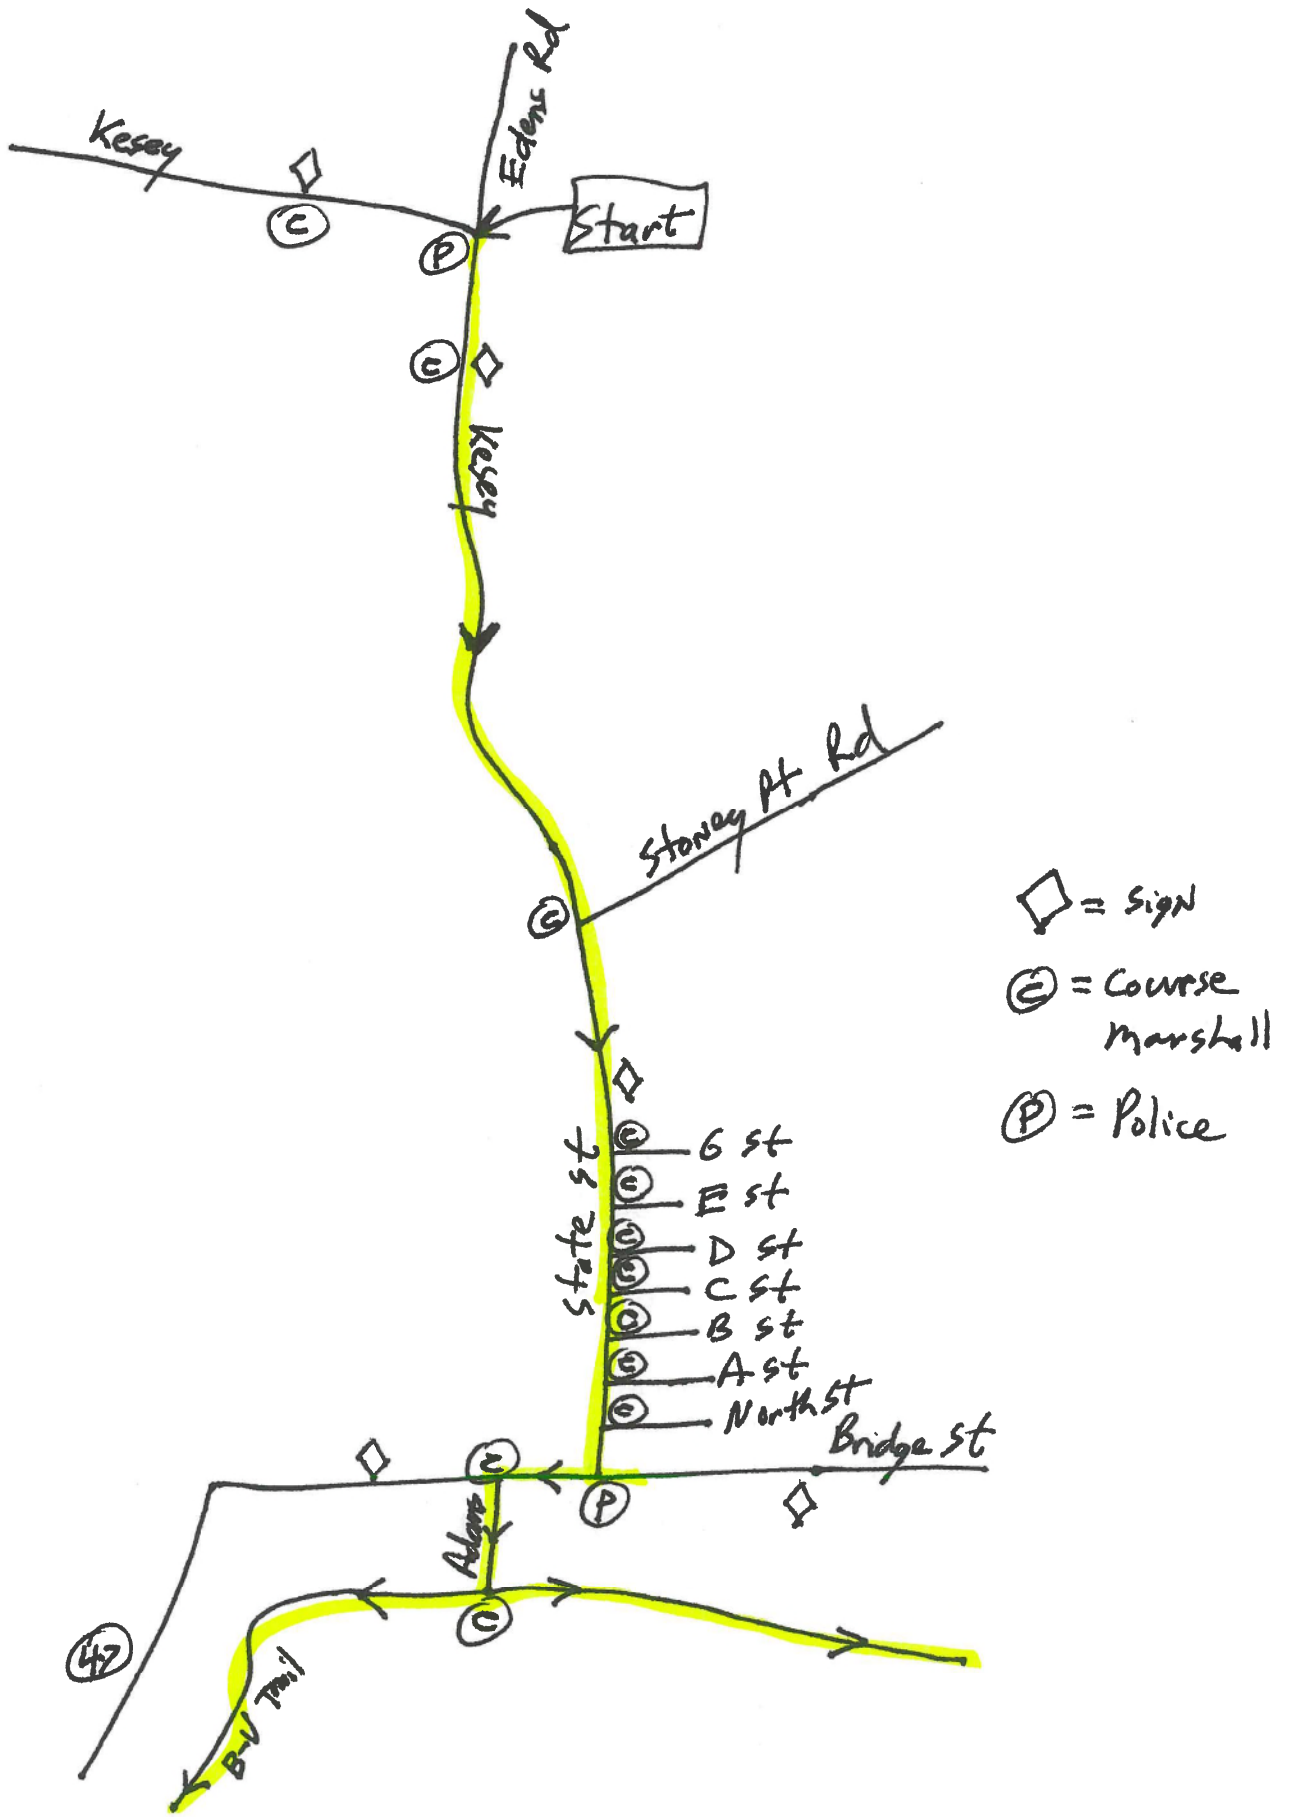 Edens Rd
Kesey
C
Start
P
C
Kesey
Stoney Pt Rd
C
= Sign
C = Course
Marshall
P = Police
State St
C G St
C E St
C D St
C C St
C B St
C A St
C North St
Bridge St
C
P
Adams
C
47
B-V Trail